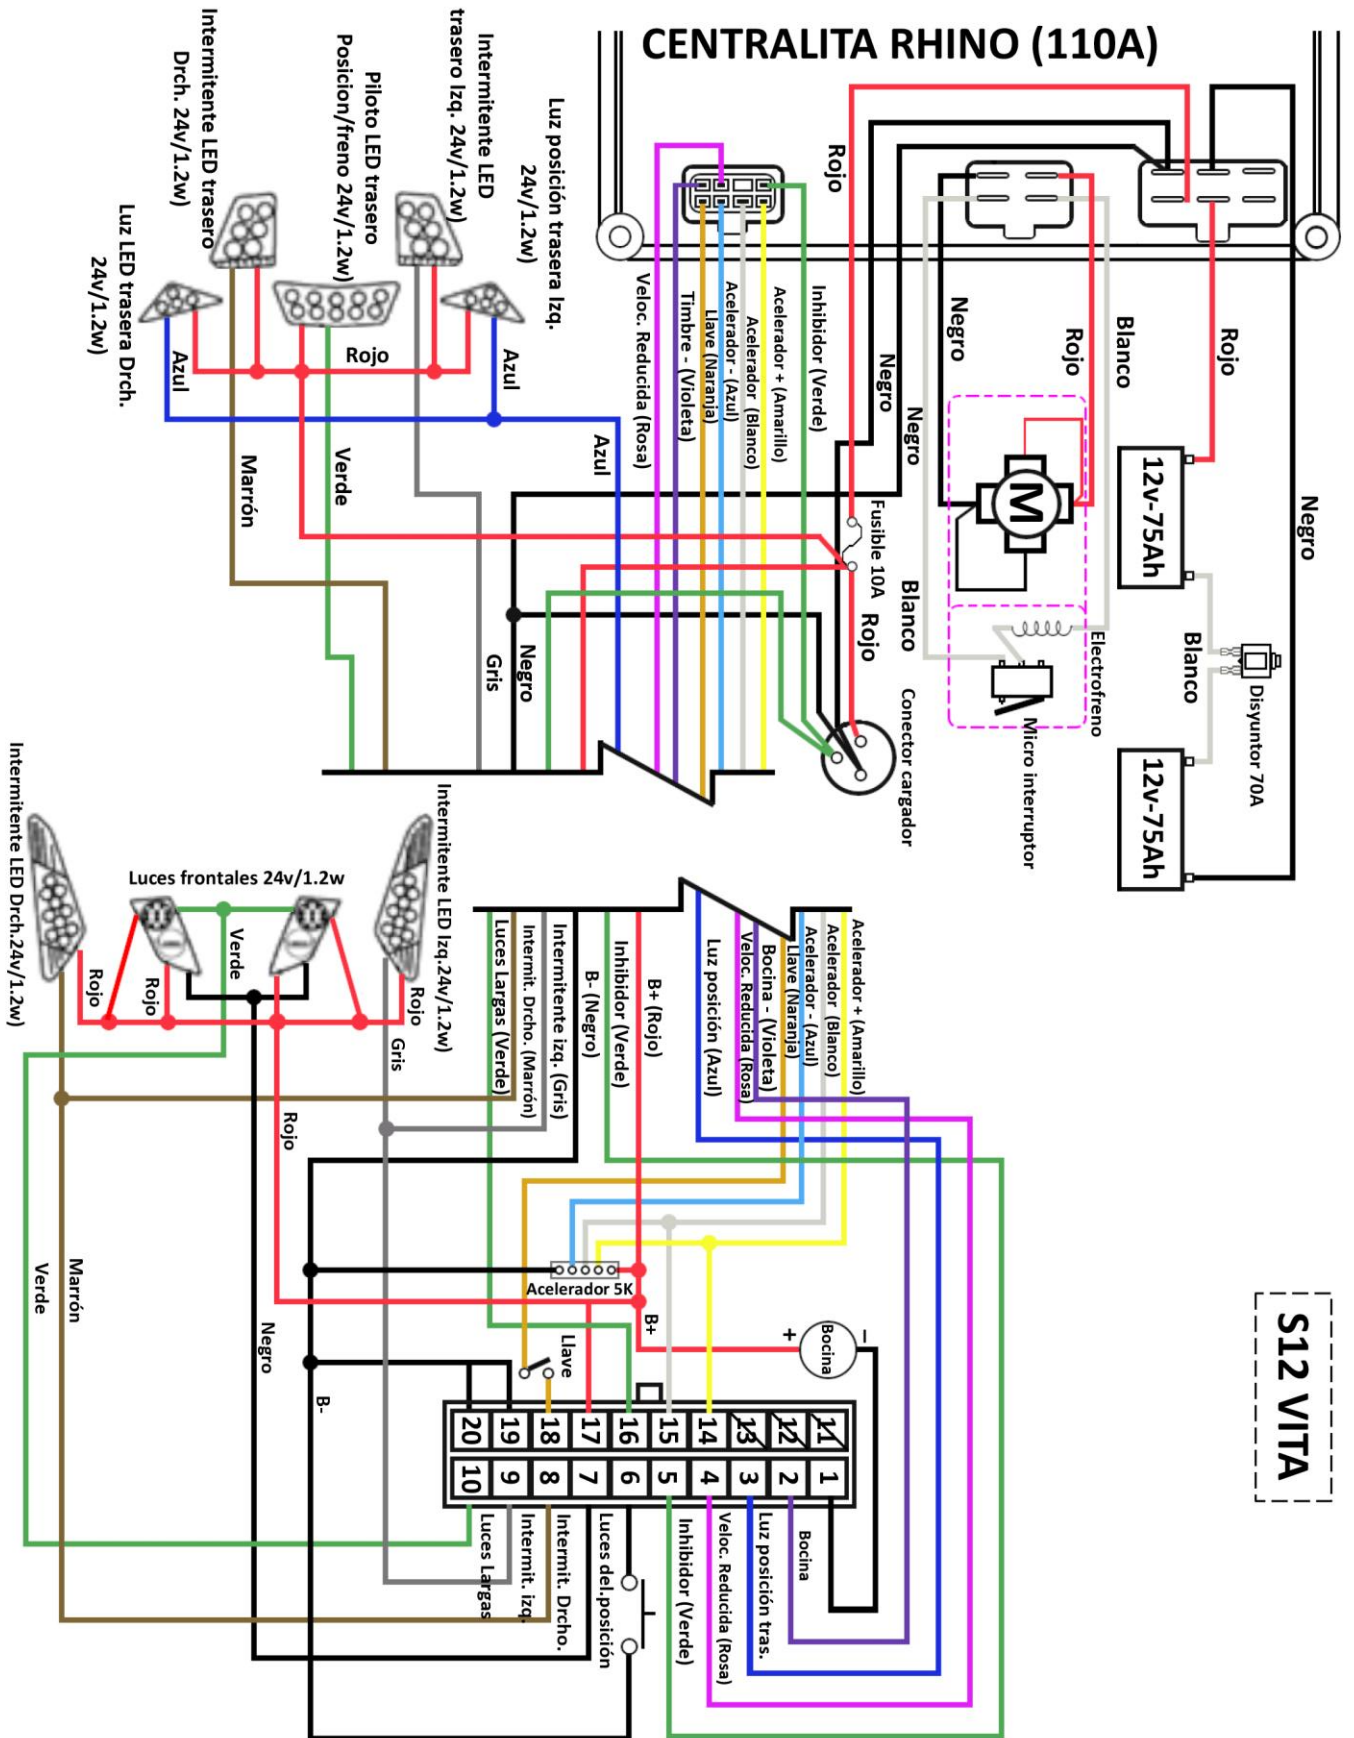 CENTRALITA RHINO (110A)
Intermitente LED trasero
Drch. 24v/1.2w)
Piloto LED trasero
Posicion/freno 24v/1.2w)
Intermitente LED
trasero Izq. 24v/1.2w)
Luz posición trasera Izq.
24v/1.2w)
Luz LED trasera Drch.
24v/1.2w)
Azul
Rojo
Azul
Marrón
Verde
Azul
Gris
Negro
Veloc. Reducida (Rosa)
Timbre - (Violeta)
Llave (Naranja)
Acelerador - (Azul)
Acelerador (Blanco)
Acelerador + (Amarillo)
Inhibidor (Verde)
Rojo
Negro
Negro
Fusible 10A
Rojo
Blanco
Conector cargador
Negro
Rojo
Blanco
Rojo
Negro
M
Electrofreno
Micro interruptor
12v-75Ah
Blanco
Disyuntor 70A
12v-75Ah
Intermitente LED Drch.24v/1.2w)
Luces frontales 24v/1.2w
Intermitente LED Izq.24v/1.2w)
Rojo
Rojo
Verde
Rojo
Gris
Rojo
Marrón
Verde
Negro
Luces Largas (Verde)
Intermit. Drcho. (Marrón)
Intermitente izq. (Gris)
B- (Negro)
Inhibidor (Verde)
B+ (Rojo)
Luz posición (Azul)
Veloc. Reducida (Rosa)
Bocina - (Violeta)
Llave (Naranja)
Acelerador - (Azul)
Acelerador (Blanco)
Acelerador + (Amarillo)
Acelerador 5K
B+
+
Bocina
-
Llave
B-
20
19
18
17
16
15
14
13
12
11
10
9
8
7
6
5
4
3
2
1
Luces Largas
Intermit. izq.
Intermit. Drcho.
Luces del.posición
Inhibidor (Verde)
Veloc. Reducida (Rosa)
Luz posición tras.
Bocina
S12 VITA